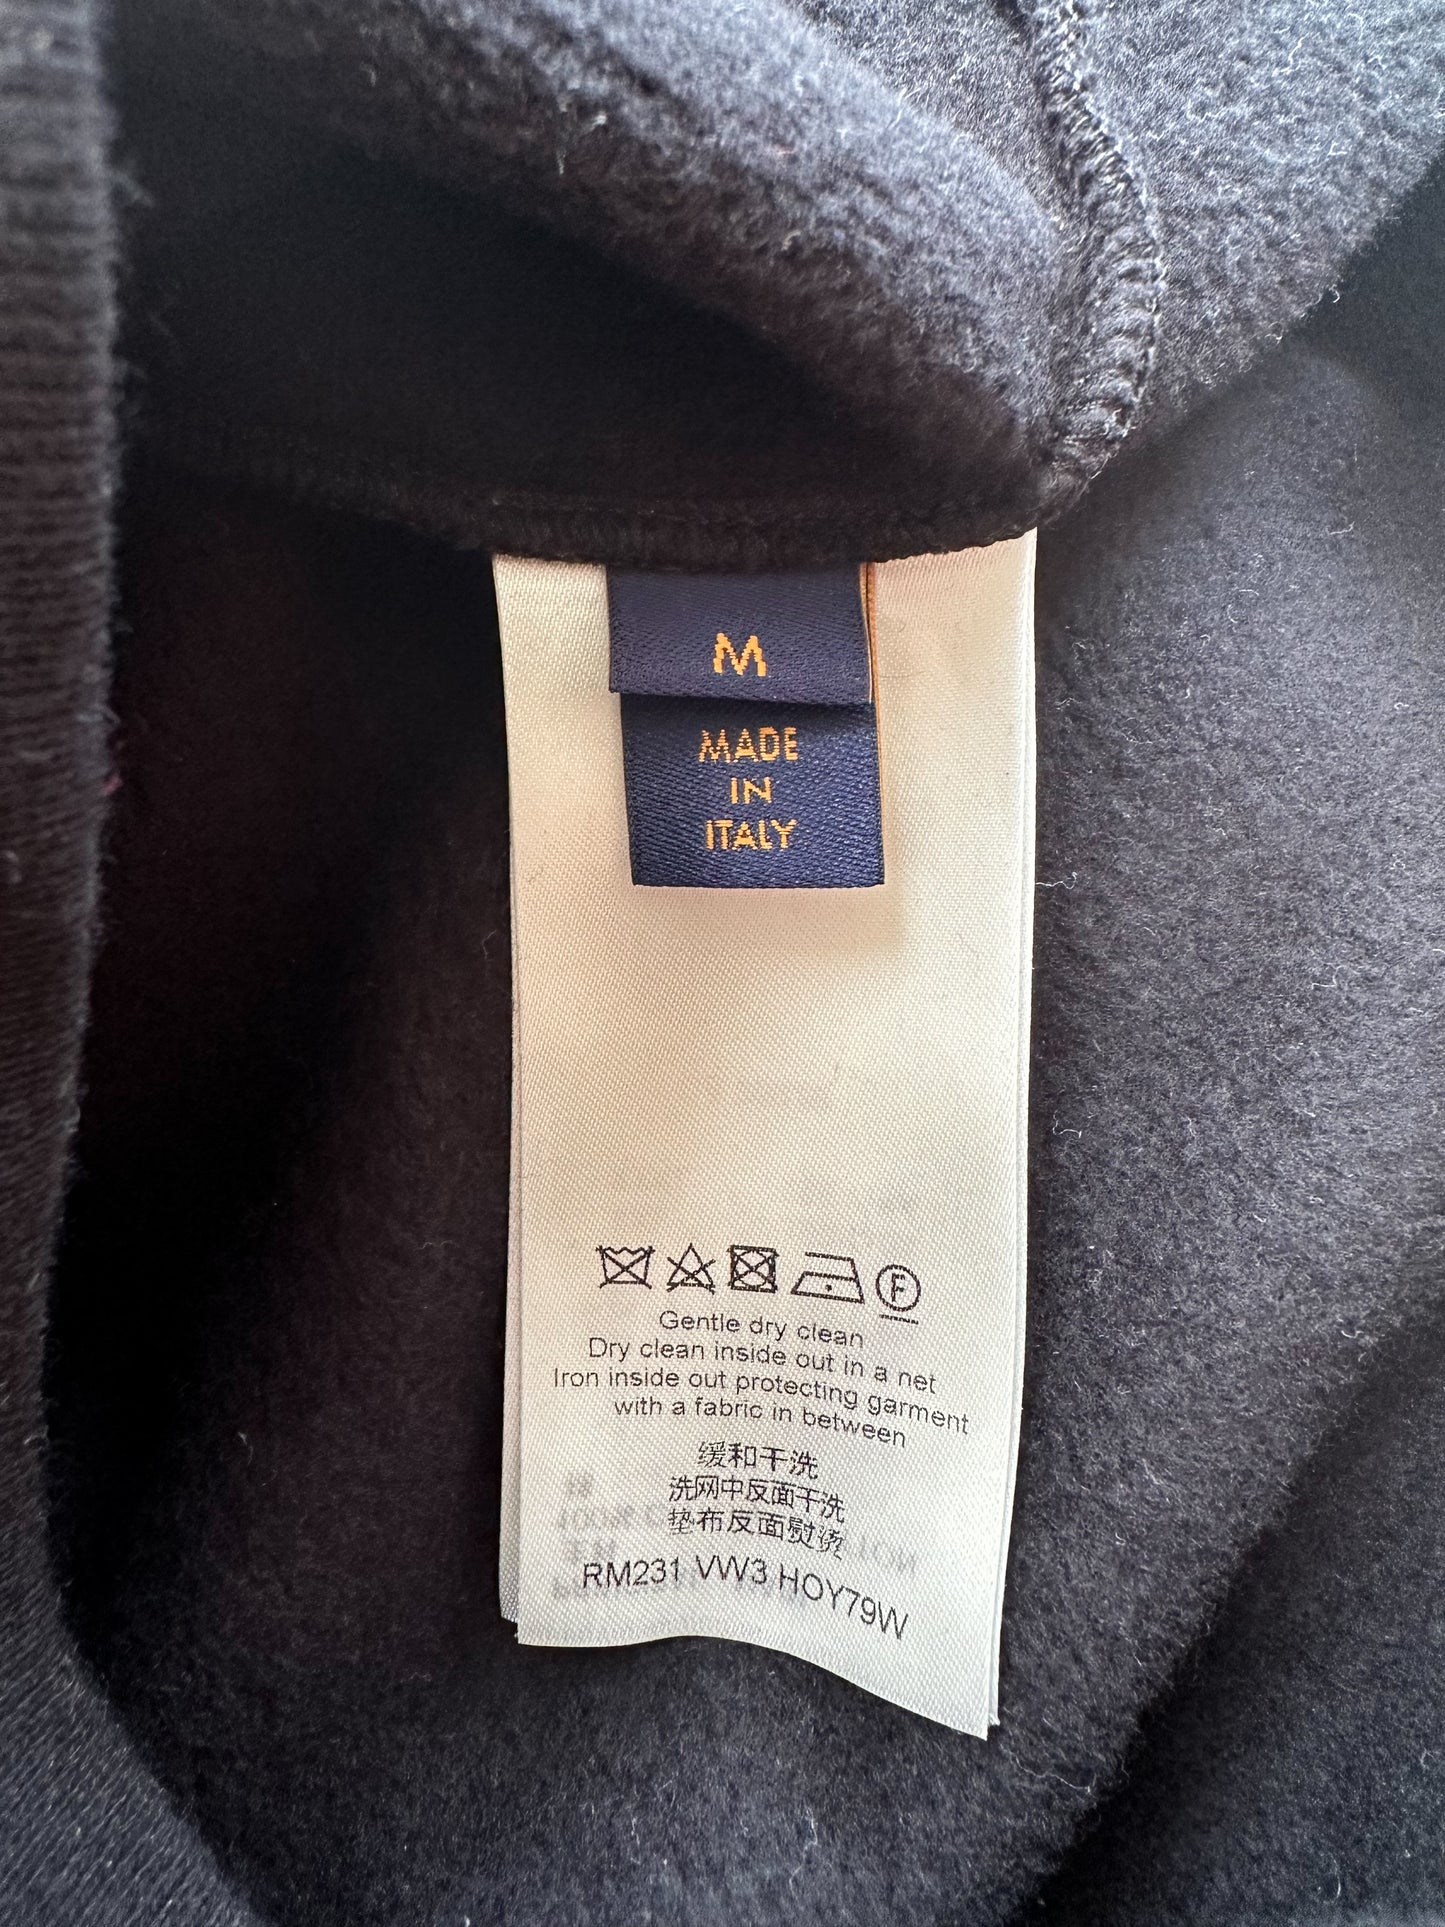 M
MADE
IN
ITALY
F
Gentle dry clean
Dry clean inside out in a net
Iron inside out protecting garment
with a fabric in between
缓和干洗
洗网中反面干洗
垫布反面熨烫
RM231 VW3 HOY79W